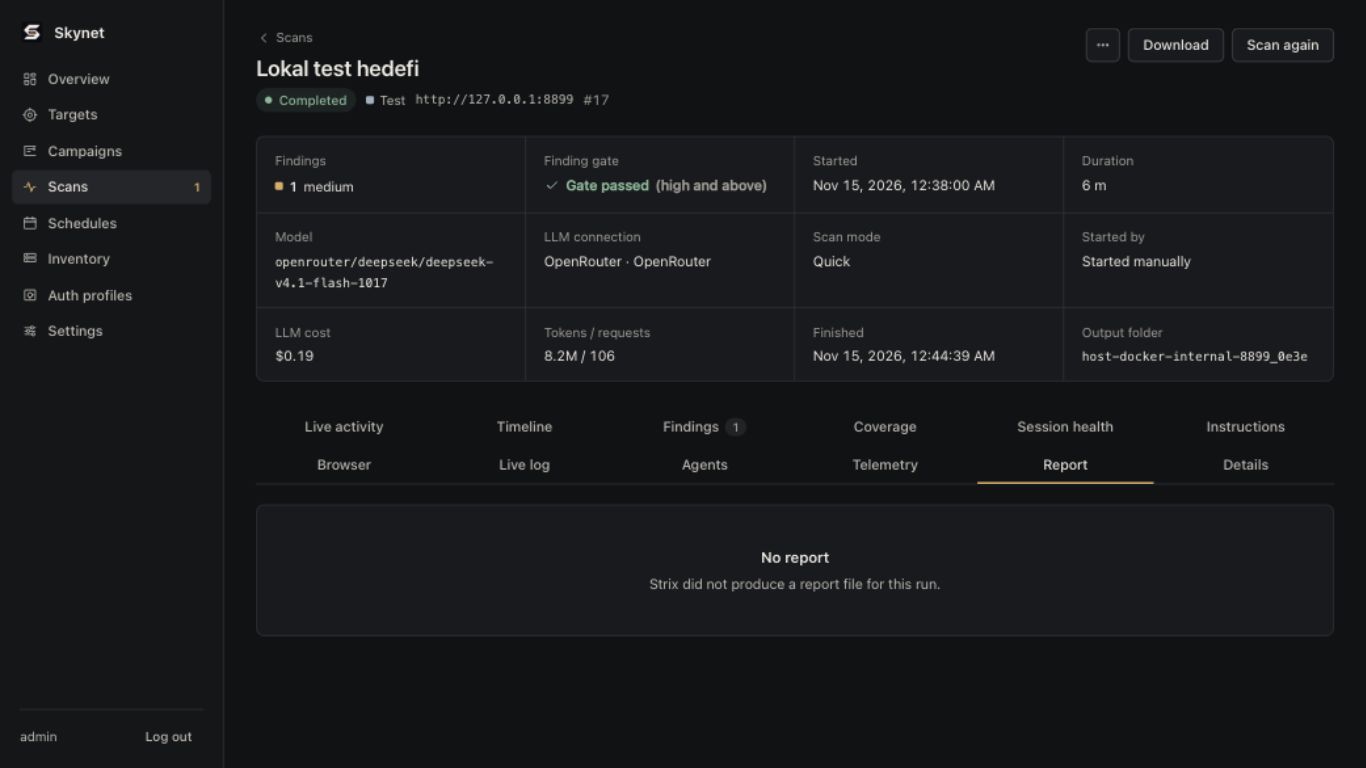 Skynet
Overview
Targets
Campaigns
Scans 1
Schedules
Inventory
Auth profiles
Settings
admin Log out
Scans
Lokal test hedefi
Completed Test http://127.0.0.1:8899 #17
... Download Scan again
Findings
1 medium
Finding gate
Gate passed (high and above)
Started
Nov 15, 2026, 12:38:00 AM
Duration
6 m
Model
openrouter/deepseek/deepseek-
v4.1-flash-1017
LLM connection
OpenRouter · OpenRouter
Scan mode
Quick
Started by
Started manually
LLM cost
$0.19
Tokens / requests
8.2M / 106
Finished
Nov 15, 2026, 12:44:39 AM
Output folder
host-docker-internal-8899_0e3e
Live activity Timeline Findings 1 Coverage Session health Instructions
Browser Live log Agents Telemetry Report Details
No report
Strix did not produce a report file for this run.